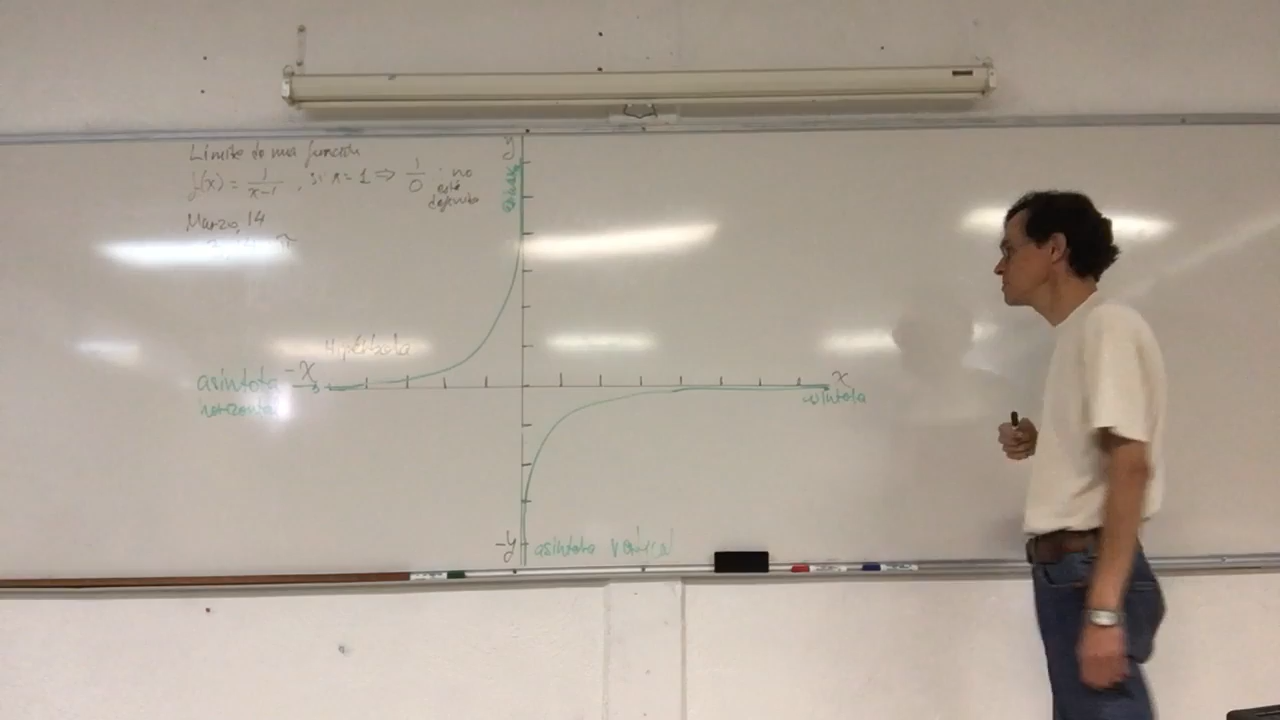 Límite de una función
f(x) = 1/(x-1) , si x = 1 ⇒ 1/0 : no
está
definido
Marzo, 14
y
Hipérbola
-X
x
asíntota
horizontal
asíntota
-y
asíntota vertical